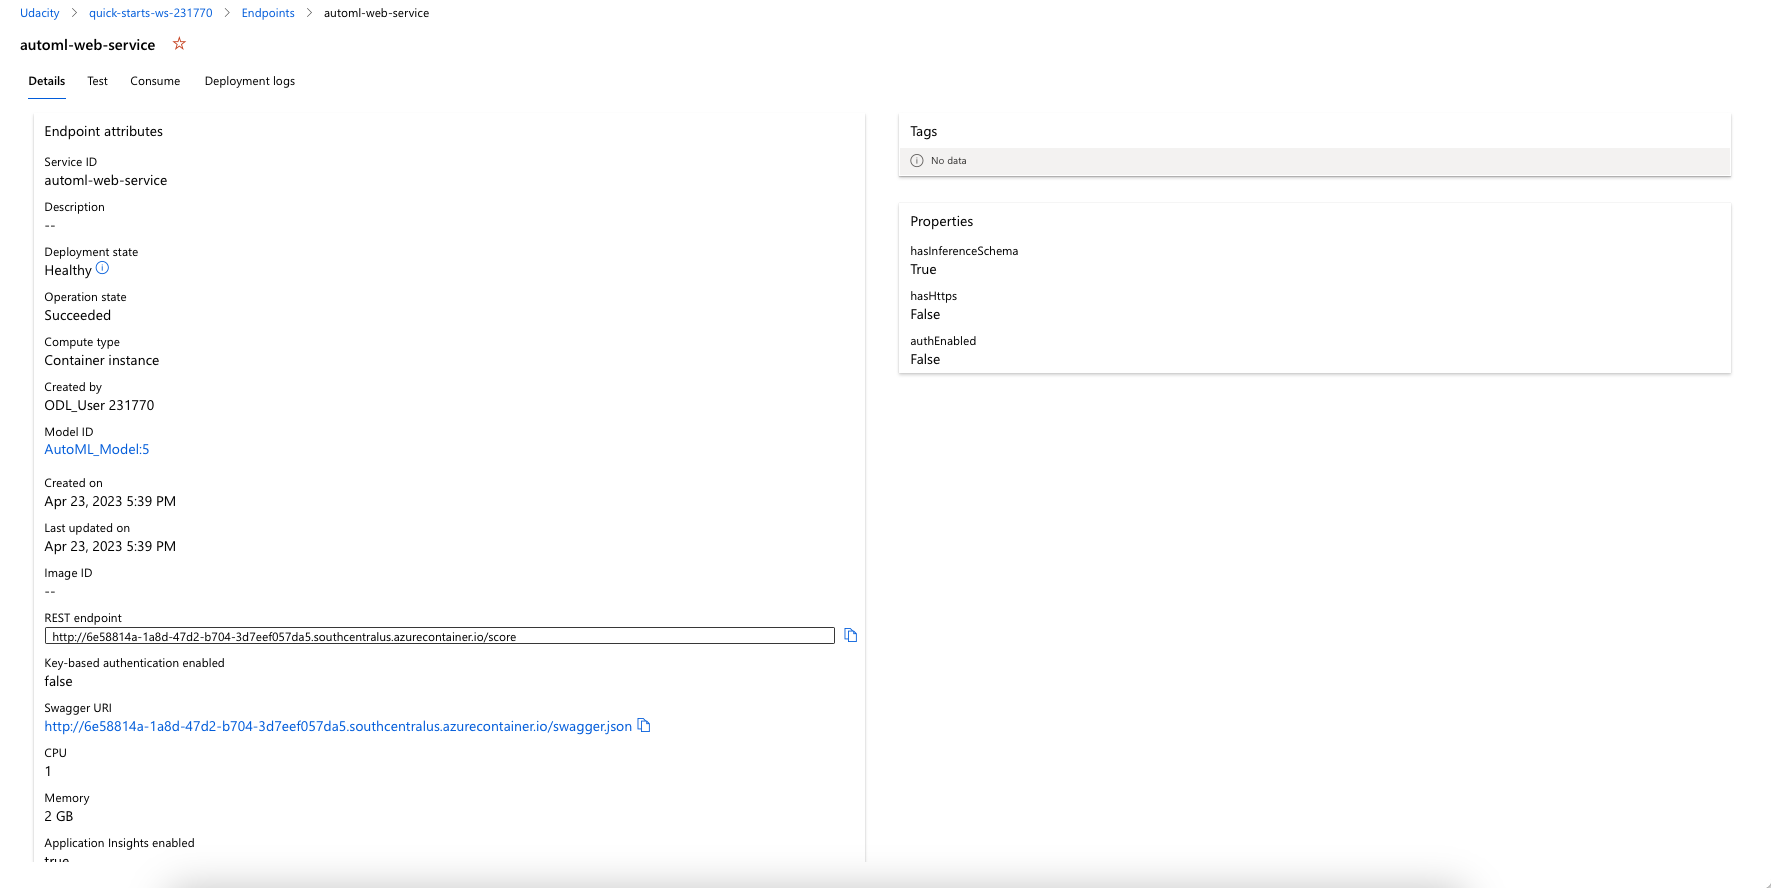 Udacity > quick-starts-ws-231770 > Endpoints > automl-web-service
automl-web-service
Details Test Consume Deployment logs
Endpoint attributes
Service ID
automl-web-service
Description
--
Deployment state
Healthy
Operation state
Succeeded
Compute type
Container instance
Created by
ODL_User 231770
Model ID
AutoML_Model:5
Created on
Apr 23, 2023 5:39 PM
Last updated on
Apr 23, 2023 5:39 PM
Image ID
--
REST endpoint
http://6e58814a-1a8d-47d2-b704-3d7eef057da5.southcentralus.azurecontainer.io/score
Key-based authentication enabled
false
Swagger URI
http://6e58814a-1a8d-47d2-b704-3d7eef057da5.southcentralus.azurecontainer.io/swagger.json
CPU
1
Memory
2 GB
Application Insights enabled
true
Tags
No data
Properties
hasInferenceSchema
True
hasHttps
False
authEnabled
False